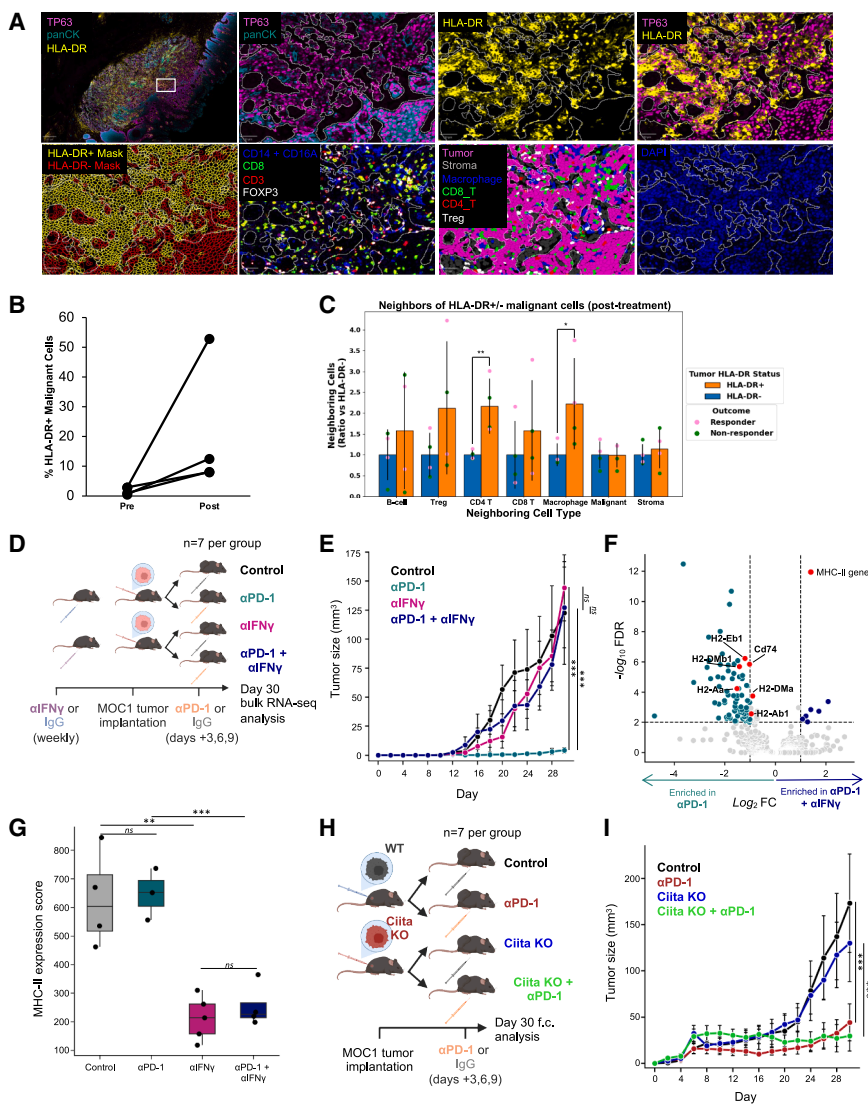 A
TP63
panCK
HLA-DR
TP63
panCK
HLA-DR
TP63
HLA-DR
HLA-DR+ Mask
HLA-DR- Mask
CD14 + CD16A
CD8
CD3
FOXP3
Tumor
Stroma
Macrophage
CD8_T
CD4_T
Treg
DAPI
B
% HLA-DR+ Malignant Cells
60
50
40
30
20
10
0
Pre
Post
C
Neighbors of HLA-DR+/- malignant cells (post-treatment)
Neighboring Cells
(Ratio vs HLA-DR-)
4.0
3.5
3.0
2.5
2.0
1.5
1.0
0.5
0.0
**
*
B-cell
Treg
CD4 T
CD8 T
Macrophage
Malignant
Stroma
Neighboring Cell Type
Tumor HLA-DR Status
HLA-DR+
HLA-DR-
Outcome
Responder
Non-responder
D
n=7 per group
Control
αPD-1
αIFNγ
αPD-1 +
αIFNγ
αIFNγ or
IgG
(weekly)
MOC1 tumor
implantation
αPD-1 or
IgG
(days +3,6,9)
Day 30
bulk RNA-seq
analysis
E
Control
αPD-1
αIFNγ
αPD-1 + αIFNγ
Tumor size (mm³)
175
150
125
100
75
50
25
0
0 4 8 12 16 20 24 28
Day
ns
ns
***
***
F
MHC-II gene
-log₁₀ FDR
12
10
8
6
4
2
0
H2-Eb1
Cd74
H2-DMb1
H2-Aa
H2-DMa
H2-Ab1
-4 -2 0 2
Enriched in
αPD-1
Log₂ FC
Enriched in αPD-1
+ αIFNγ
G
MHC-II expression score
800
700
600
500
400
300
200
100
**
***
ns
ns
Control
αPD-1
αIFNγ
αPD-1 +
αIFNγ
H
n=7 per group
WT
Control
αPD-1
Ciita
KO
Ciita KO
Ciita KO +
αPD-1
MOC1 tumor
implantation
αPD-1 or
IgG
(days +3,6,9)
Day 30 f.c.
analysis
I
Control
αPD-1
Ciita KO
Ciita KO + αPD-1
Tumor size (mm³)
200
150
100
50
0
0 4 8 12 16 20 24 28
Day
***